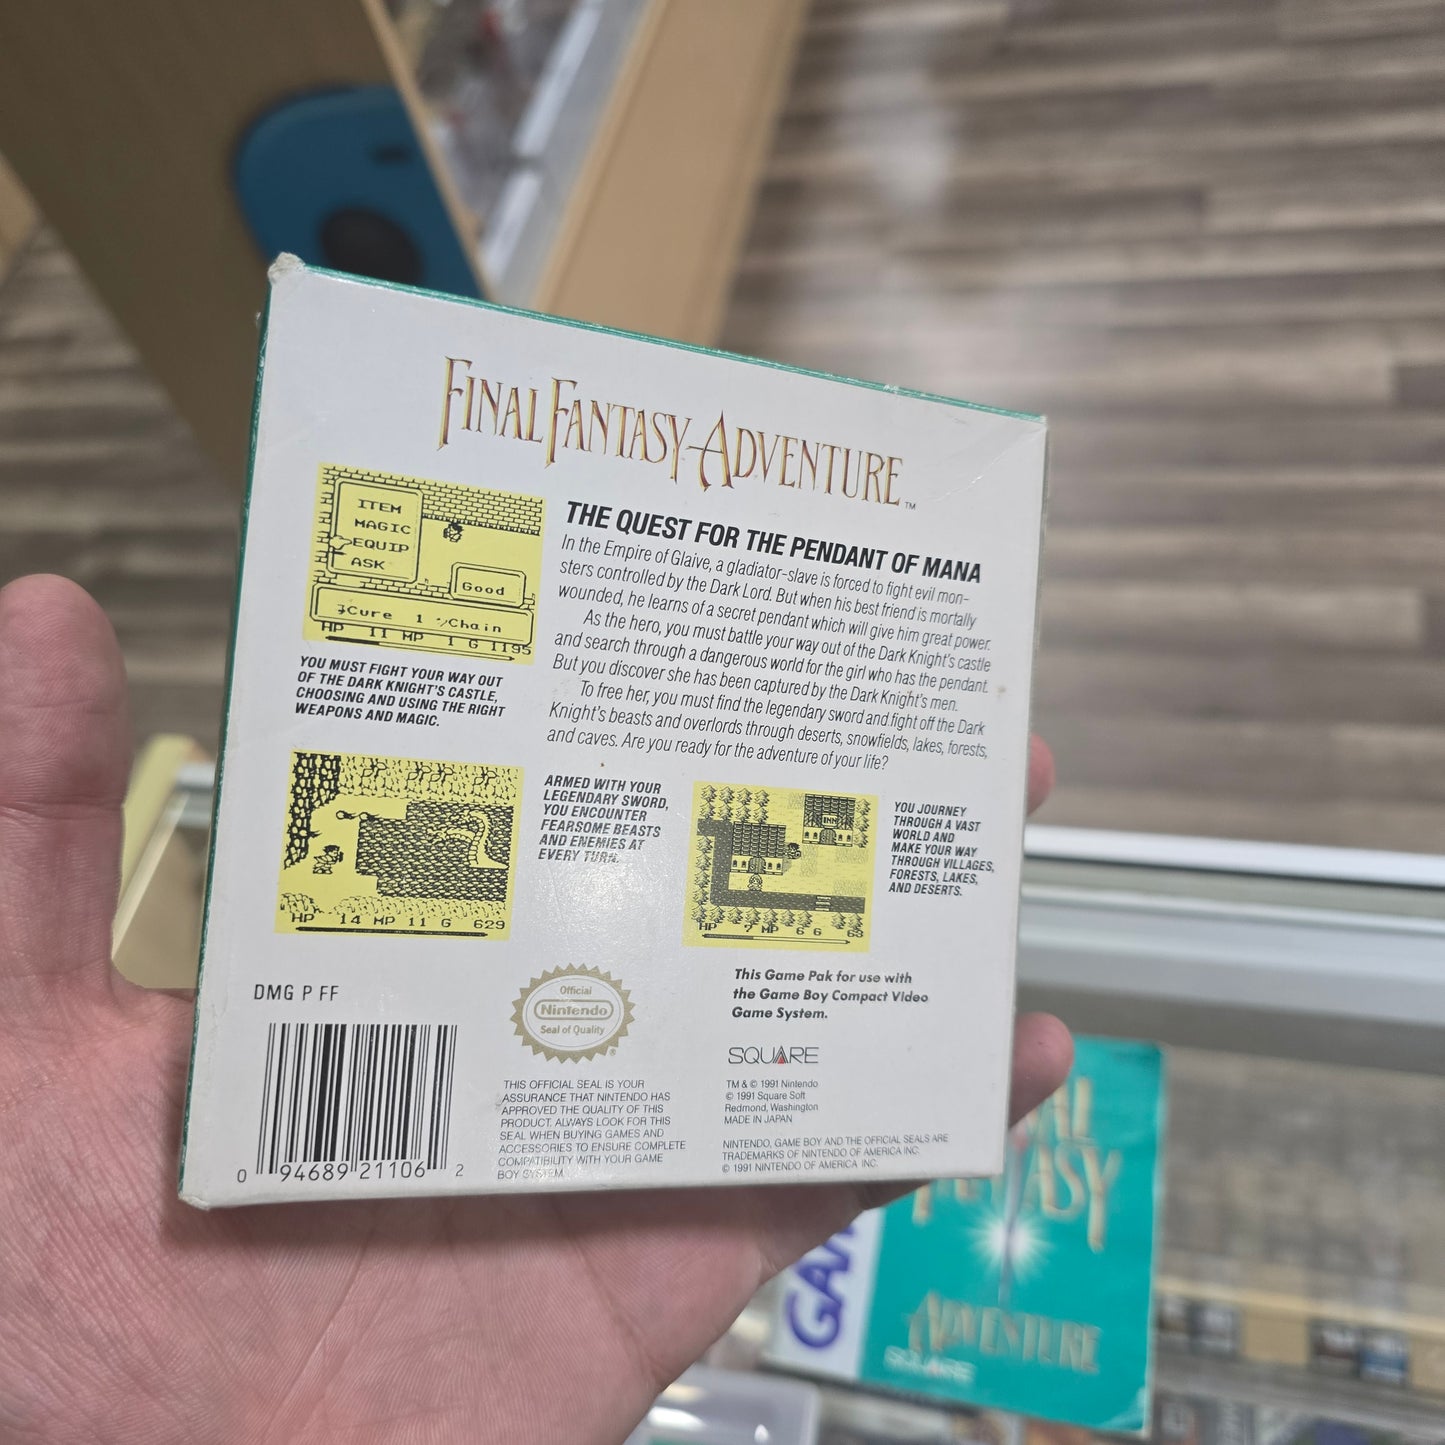 FINAL FANTASY ADVENTURE™
ITEM
MAGIC
EQUIP
ASK
Good
Cure 1 Chain
HP 11 MP 1 G 1195
YOU MUST FIGHT YOUR WAY OUT
OF THE DARK KNIGHT'S CASTLE,
CHOOSING AND USING THE RIGHT
WEAPONS AND MAGIC.
THE QUEST FOR THE PENDANT OF MANA
In the Empire of Glaive, a gladiator-slave is forced to fight evil mon-
sters controlled by the Dark Lord. But when his best friend is mortally
wounded, he learns of a secret pendant which will give him great power.
As the hero, you must battle your way out of the Dark Knight's castle
and search through a dangerous world for the girl who has the pendant.
But you discover she has been captured by the Dark Knight's men.
To free her, you must find the legendary sword and fight off the Dark
Knight's beasts and overlords through deserts, snowfields, lakes, forests,
and caves. Are you ready for the adventure of your life?
HP 14 MP 11 G 629
ARMED WITH YOUR
LEGENDARY SWORD,
YOU ENCOUNTER
FEARSOME BEASTS
AND ENEMIES AT
EVERY TURN.
INN
HP 7 MP 6 G 63
YOU JOURNEY
THROUGH A VAST
WORLD AND
MAKE YOUR WAY
THROUGH VILLAGES,
FORESTS, LAKES,
AND DESERTS.
DMG P FF
0 94689 21106 2
Official
Nintendo
Seal of Quality
®
THIS OFFICIAL SEAL IS YOUR
ASSURANCE THAT NINTENDO HAS
APPROVED THE QUALITY OF THIS
PRODUCT. ALWAYS LOOK FOR THIS
SEAL WHEN BUYING GAMES AND
ACCESSORIES TO ENSURE COMPLETE
COMPATIBILITY WITH YOUR GAME
BOY SYSTEM.
This Game Pak for use with
the Game Boy Compact Video
Game System.
SQUARE
TM & © 1991 Nintendo
© 1991 Square Soft
Redmond, Washington
MADE IN JAPAN
NINTENDO, GAME BOY AND THE OFFICIAL SEALS ARE
TRADEMARKS OF NINTENDO OF AMERICA INC.
© 1991 NINTENDO OF AMERICA INC.
ADVENTURE
SQUARE